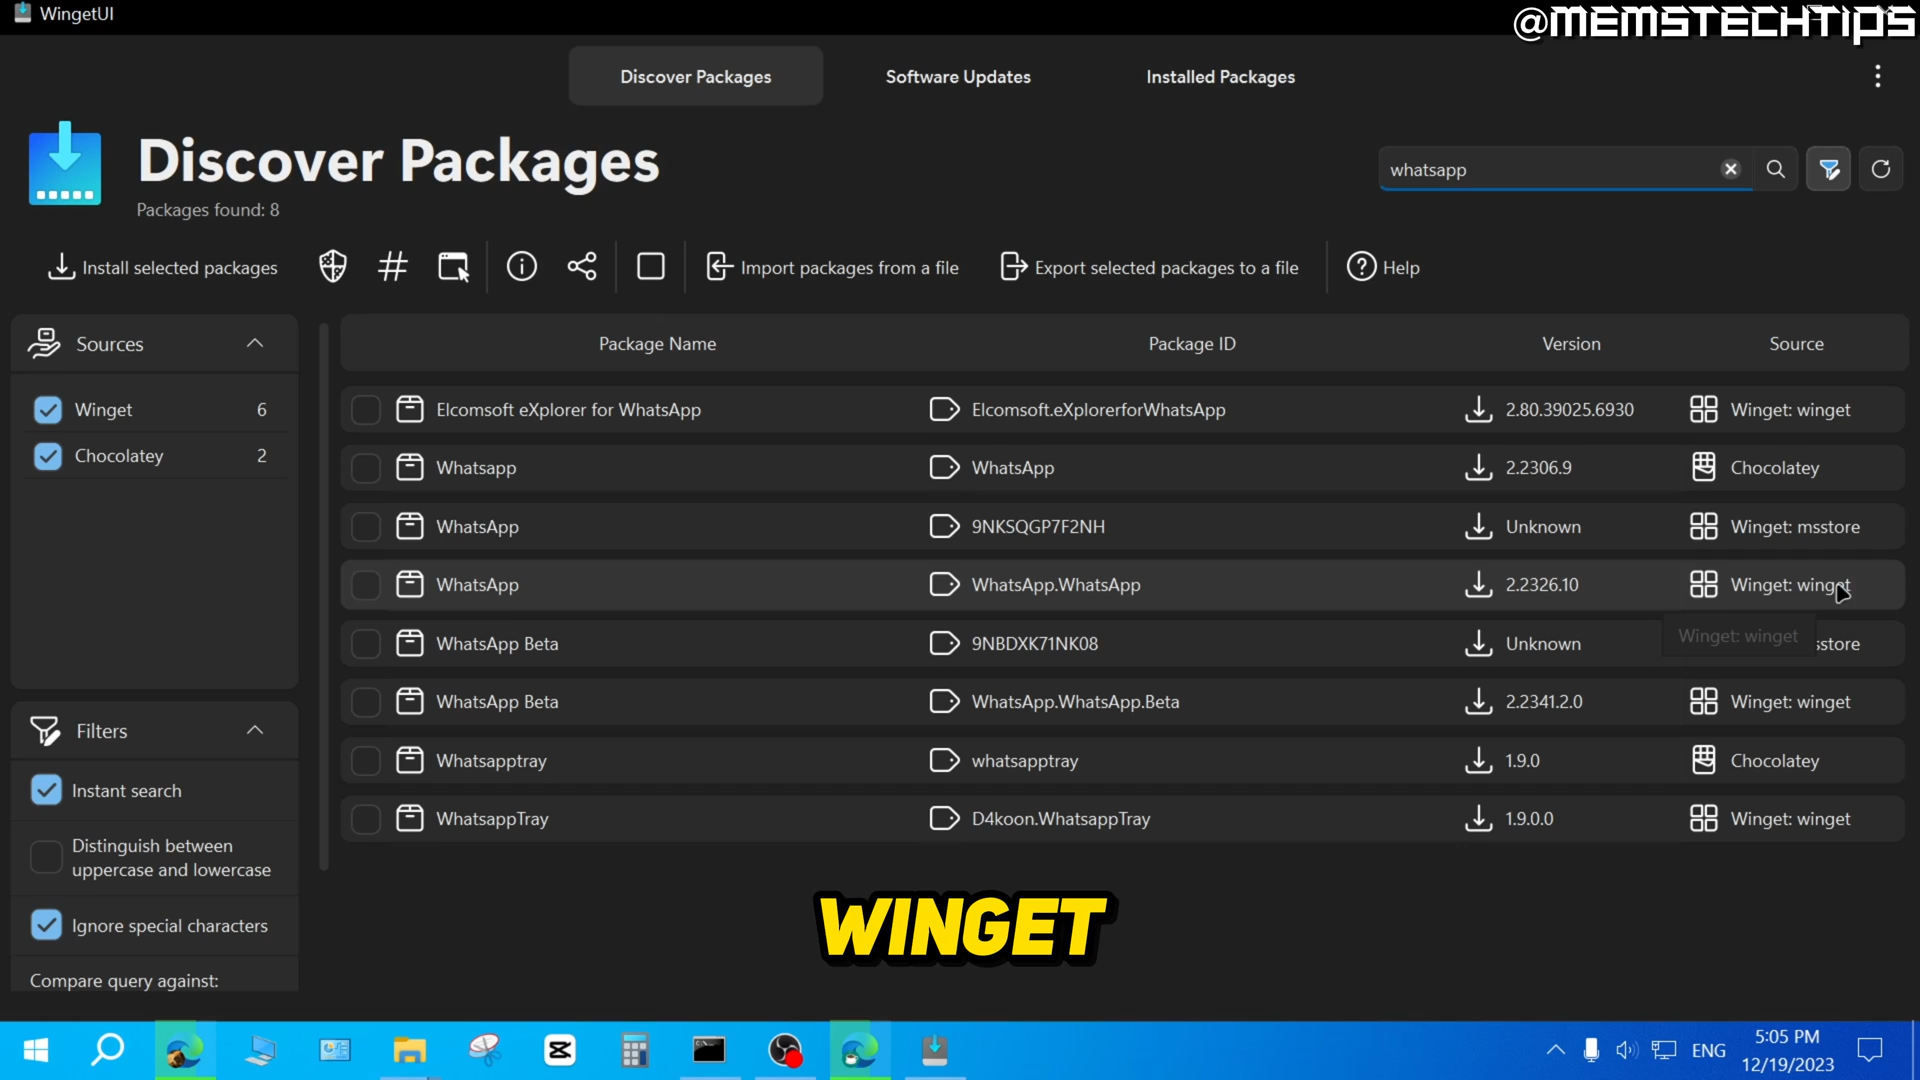 WingetUI
@MEMSTECHTIPS
Discover Packages
Software Updates
Installed Packages
Discover Packages
Packages found: 8
whatsapp
Install selected packages
Import packages from a file
Export selected packages to a file
Help
Sources
Winget 6
Chocolatey 2
Package Name Package ID Version Source
Elcomsoft eXplorer for WhatsApp Elcomsoft.eXplorerforWhatsApp 2.80.39025.6930 Winget: winget
Whatsapp WhatsApp 2.2306.9 Chocolatey
WhatsApp 9NKSQGP7F2NH Unknown Winget: msstore
WhatsApp WhatsApp.WhatsApp 2.2326.10 Winget: winget
Winget: winget
WhatsApp Beta 9NBDXK71NK08 Unknown
WhatsApp Beta WhatsApp.WhatsApp.Beta 2.2341.2.0 Winget: winget
Whatsapptray whatsapptray 1.9.0 Chocolatey
WhatsappTray D4koon.WhatsappTray 1.9.0.0 Winget: winget
Filters
Instant search
Distinguish between
uppercase and lowercase
Ignore special characters
Compare query against:
WINGET
ENG
5:05 PM
12/19/2023